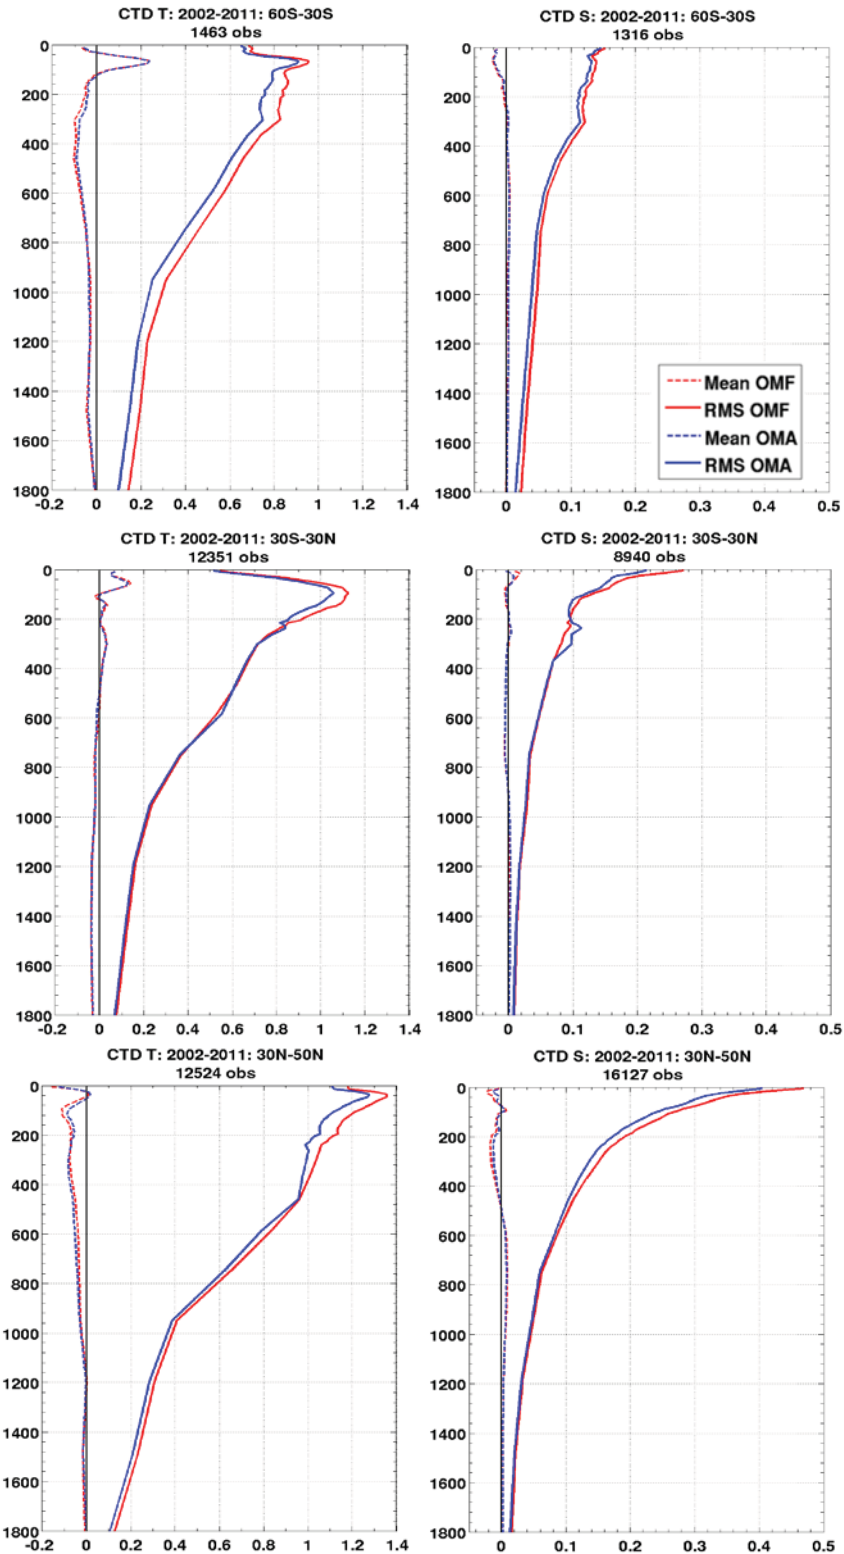 CTD T: 2002-2011: 60S-30S
1463 obs
0
200
400
600
800
1000
1200
1400
1600
1800
-0.2 0 0.2 0.4 0.6 0.8 1 1.2 1.4
CTD S: 2002-2011: 60S-30S
1316 obs
0
200
400
600
800
1000
1200
1400
1600
1800
0 0.1 0.2 0.3 0.4 0.5
Mean OMF
RMS OMF
Mean OMA
RMS OMA
CTD T: 2002-2011: 30S-30N
12351 obs
0
200
400
600
800
1000
1200
1400
1600
1800
-0.2 0 0.2 0.4 0.6 0.8 1 1.2 1.4
CTD S: 2002-2011: 30S-30N
8940 obs
0
200
400
600
800
1000
1200
1400
1600
1800
0 0.1 0.2 0.3 0.4 0.5
CTD T: 2002-2011: 30N-50N
12524 obs
0
200
400
600
800
1000
1200
1400
1600
1800
-0.2 0 0.2 0.4 0.6 0.8 1 1.2 1.4
CTD S: 2002-2011: 30N-50N
16127 obs
0
200
400
600
800
1000
1200
1400
1600
1800
0 0.1 0.2 0.3 0.4 0.5